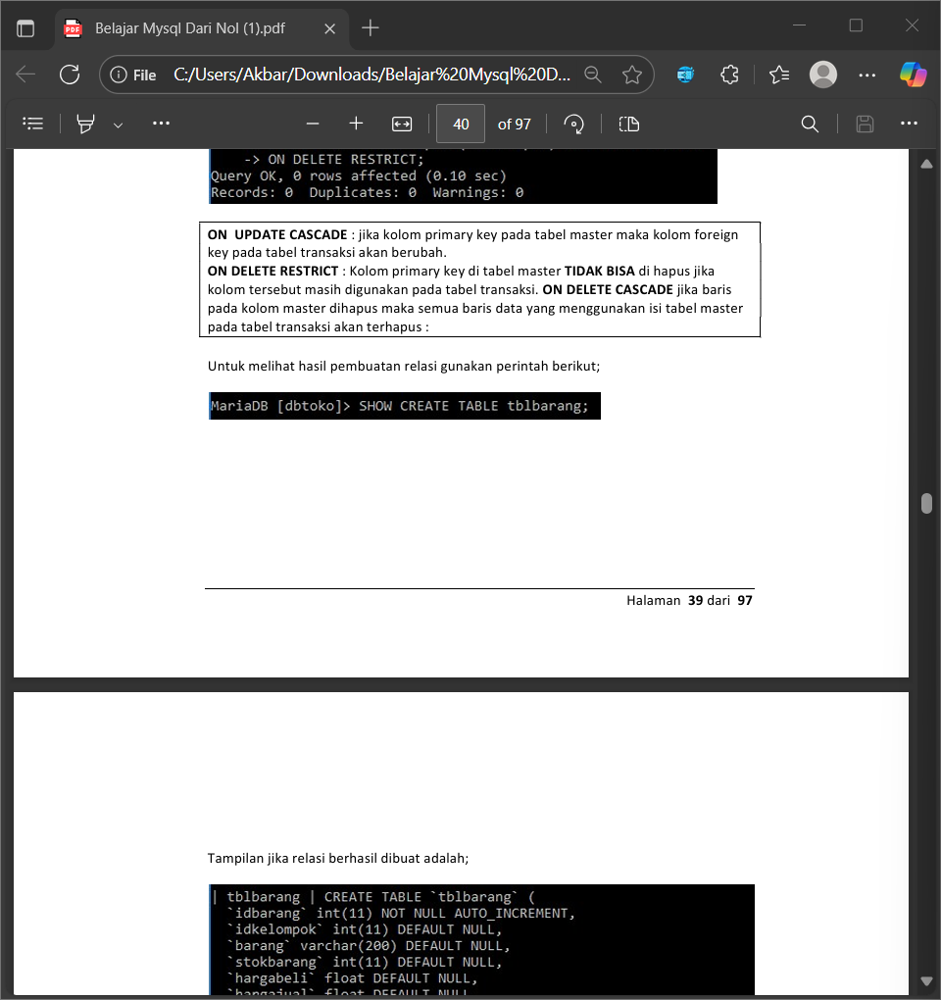 Belajar Mysql Dari Nol (1).pdf
File C:/Users/Akbar/Downloads/Belajar%20Mysql%20D...
40 of 97
-> ON DELETE RESTRICT;
Query OK, 0 rows affected (0.10 sec)
Records: 0  Duplicates: 0  Warnings: 0
ON  UPDATE CASCADE : jika kolom primary key pada tabel master maka kolom foreign
key pada tabel transaksi akan berubah.
ON DELETE RESTRICT : Kolom primary key di tabel master TIDAK BISA di hapus jika
kolom tersebut masih digunakan pada tabel transaksi. ON DELETE CASCADE jika baris
pada kolom master dihapus maka semua baris data yang menggunakan isi tabel master
pada tabel transaksi akan terhapus :
Untuk melihat hasil pembuatan relasi gunakan perintah berikut;
MariaDB [dbtoko]> SHOW CREATE TABLE tblbarang;
Halaman  39 dari  97
Tampilan jika relasi berhasil dibuat adalah;
| tblbarang | CREATE TABLE `tblbarang` (
`idbarang` int(11) NOT NULL AUTO_INCREMENT,
`idkelompok` int(11) DEFAULT NULL,
`barang` varchar(200) DEFAULT NULL,
`stokbarang` int(11) DEFAULT NULL,
`hargabeli` float DEFAULT NULL,
`hargajual` float DEFAULT NULL,